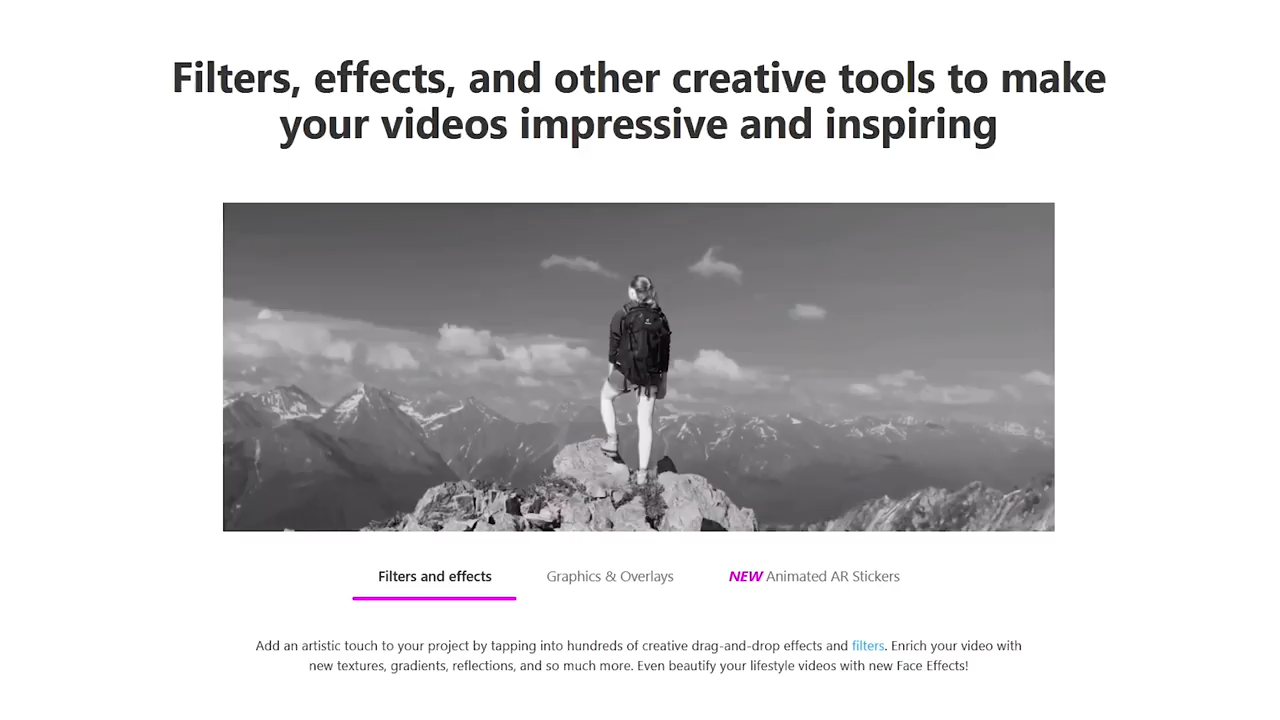 Filters, effects, and other creative tools to make
your videos impressive and inspiring
Filters and effects
Graphics & Overlays
NEW Animated AR Stickers
Add an artistic touch to your project by tapping into hundreds of creative drag-and-drop effects and filters. Enrich your video with
new textures, gradients, reflections, and so much more. Even beautify your lifestyle videos with new Face Effects!